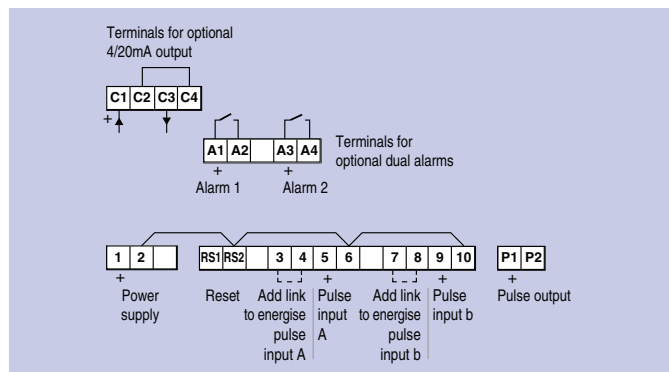 Terminals for optional
4/20mA output
C1 C2 C3 C4
+
A1 A2 A3 A4
Terminals for
optional dual alarms
+ +
Alarm 1 Alarm 2
1 2 RS1 RS2 3 4 5 6 7 8 9 10 P1 P2
+ + + +
Power
supply
Reset
Add link
to energise
pulse
input A
Pulse
input
A
Add link
to energise
pulse
input b
Pulse
input b
Pulse output